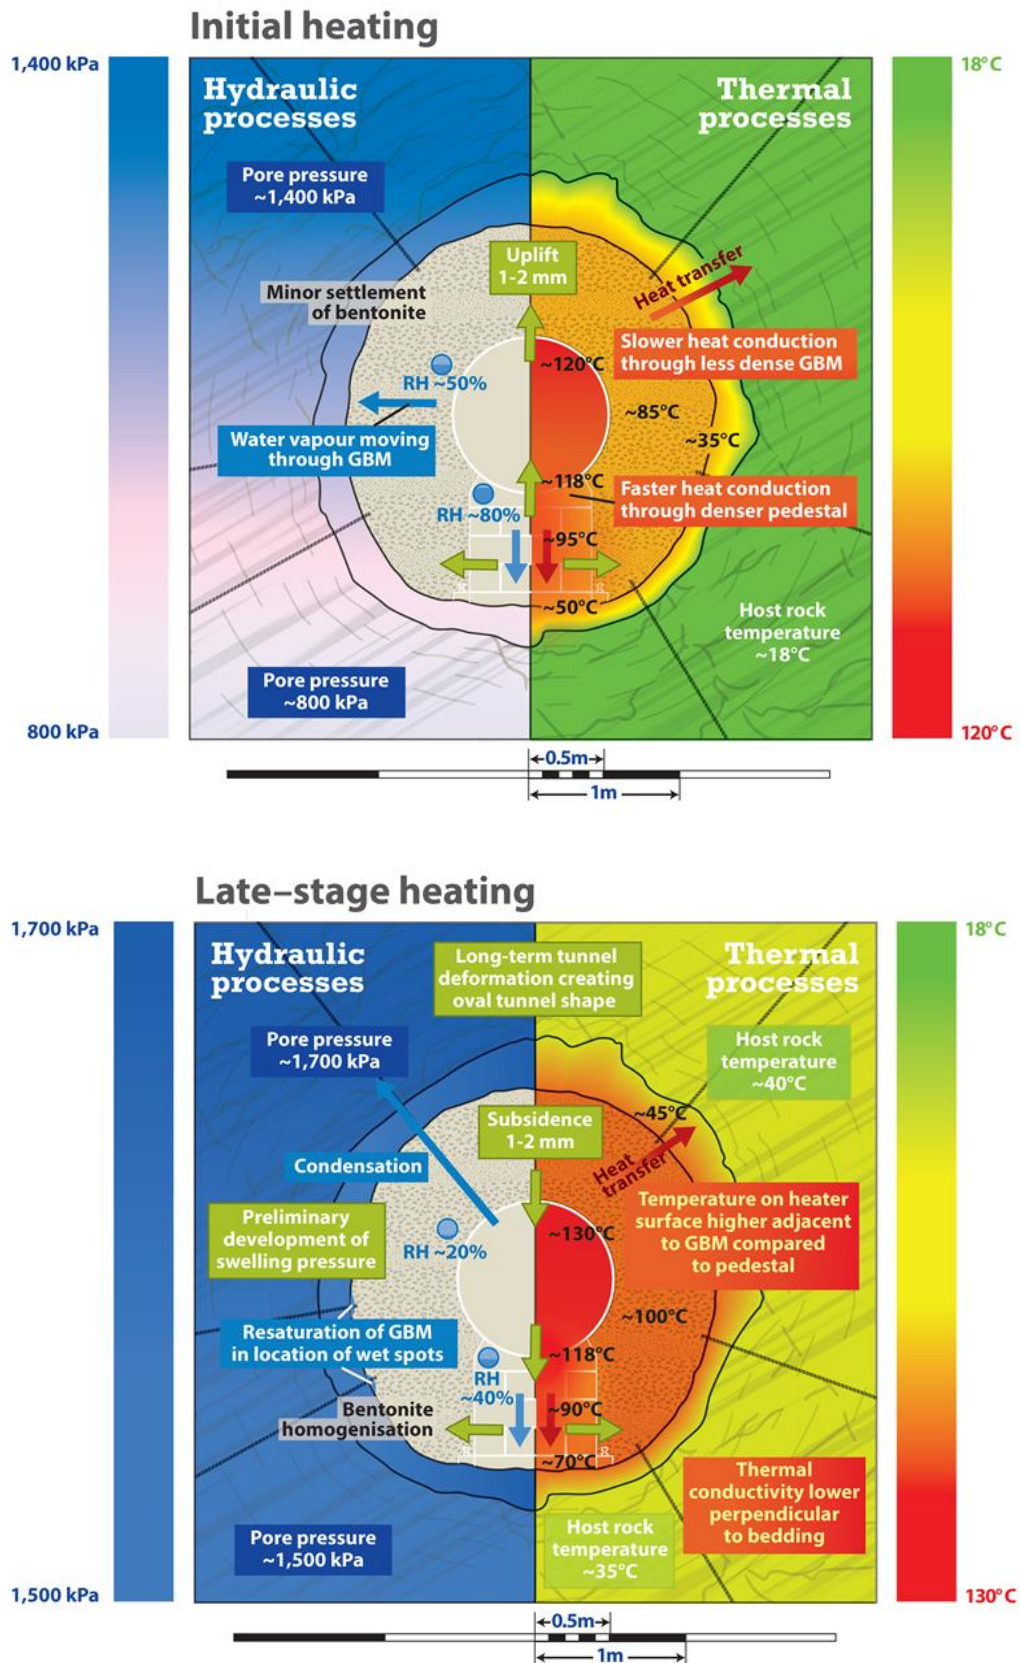 Initial heating
1,400 kPa
18°C
Hydraulic
processes
Thermal
processes
Pore pressure
~1,400 kPa
Uplift
1-2 mm
Heat transfer
Minor settlement
of bentonite
Slower heat conduction
through less dense GBM
~120°C
RH ~50%
~85°C
~35°C
Water vapour moving
through GBM
~118°C
Faster heat conduction
through denser pedestal
RH ~80%
~95°C
~50°C
Host rock
temperature
~18°C
Pore pressure
~800 kPa
800 kPa
120°C
0.5m
1m
Late–stage heating
1,700 kPa
18°C
Hydraulic
processes
Long-term tunnel
deformation creating
oval tunnel shape
Thermal
processes
Pore pressure
~1,700 kPa
Host rock
temperature
~40°C
~45°C
Subsidence
1-2 mm
Heat
transfer
Condensation
Preliminary
development of
swelling pressure
Temperature on heater
surface higher adjacent
to GBM compared
to pedestal
~130°C
RH ~20%
~100°C
Resaturation of GBM
in location of wet spots
~118°C
RH
~40%
~90°C
Bentonite
homogenisation
~70°C
Thermal
conductivity lower
perpendicular
to bedding
Host rock
temperature
~35°C
Pore pressure
~1,500 kPa
1,500 kPa
130°C
0.5m
1m